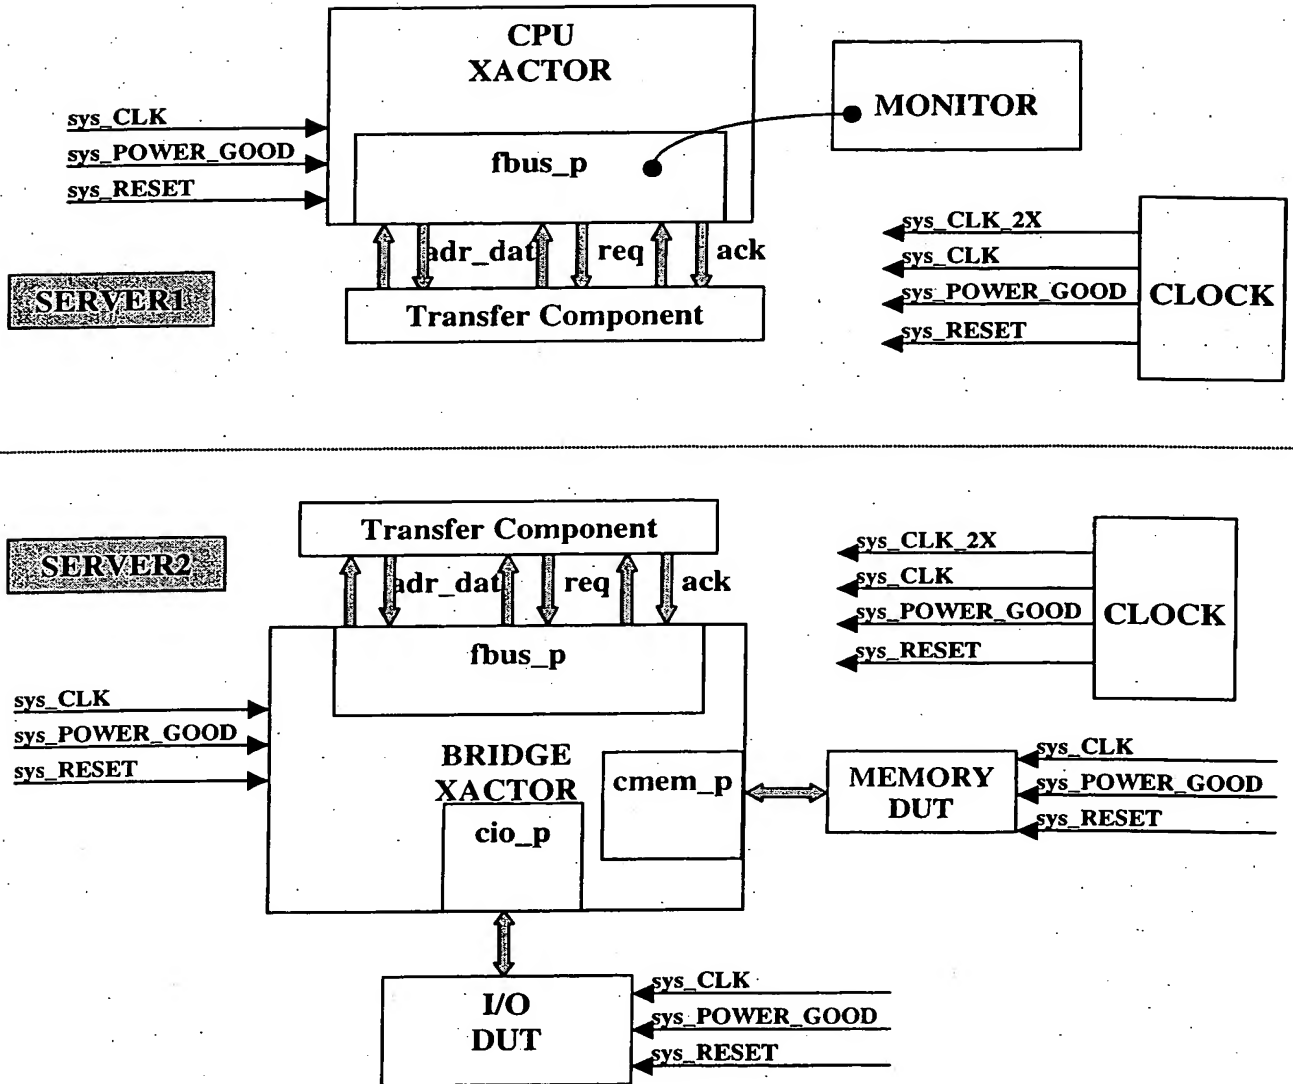 CPU
XACTOR
MONITOR
sys_CLK
sys_POWER_GOOD
sys_RESET
fbus_p
sys_CLK_2X
sys_CLK
sys_POWER_GOOD
sys_RESET
CLOCK
adr_dat
req
ack
SERVER1
Transfer Component
Transfer Component
SERVER2
adr_dat
req
ack
sys_CLK_2X
sys_CLK
sys_POWER_GOOD
sys_RESET
CLOCK
fbus_p
sys_CLK
sys_POWER_GOOD
sys_RESET
BRIDGE
XACTOR
cmem_p
cio_p
MEMORY
DUT
sys_CLK
sys_POWER_GOOD
sys_RESET
I/O
DUT
sys_CLK
sys_POWER_GOOD
sys_RESET